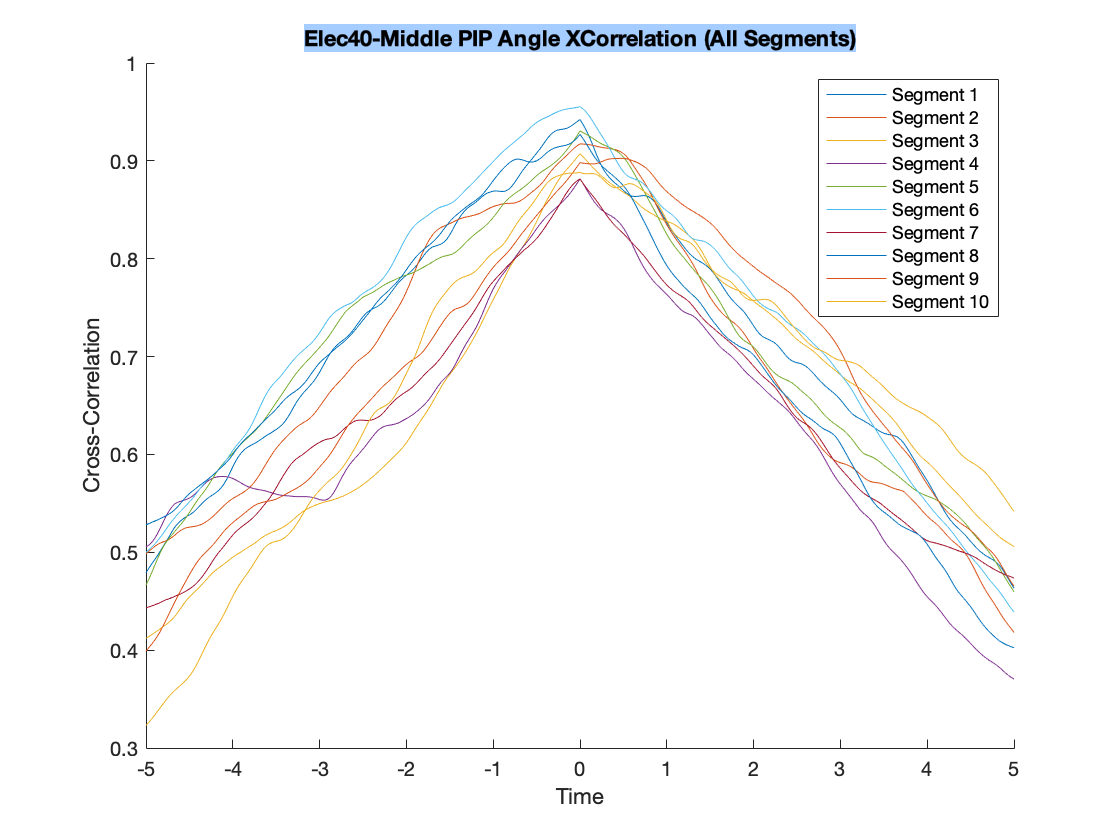 Elec40-Middle PIP Angle XCorrelation (All Segments)
1
0.9
0.8
0.7
0.6
0.5
0.4
0.3
Cross-Correlation
-5 -4 -3 -2 -1 0 1 2 3 4 5
Time
Segment 1
Segment 2
Segment 3
Segment 4
Segment 5
Segment 6
Segment 7
Segment 8
Segment 9
Segment 10